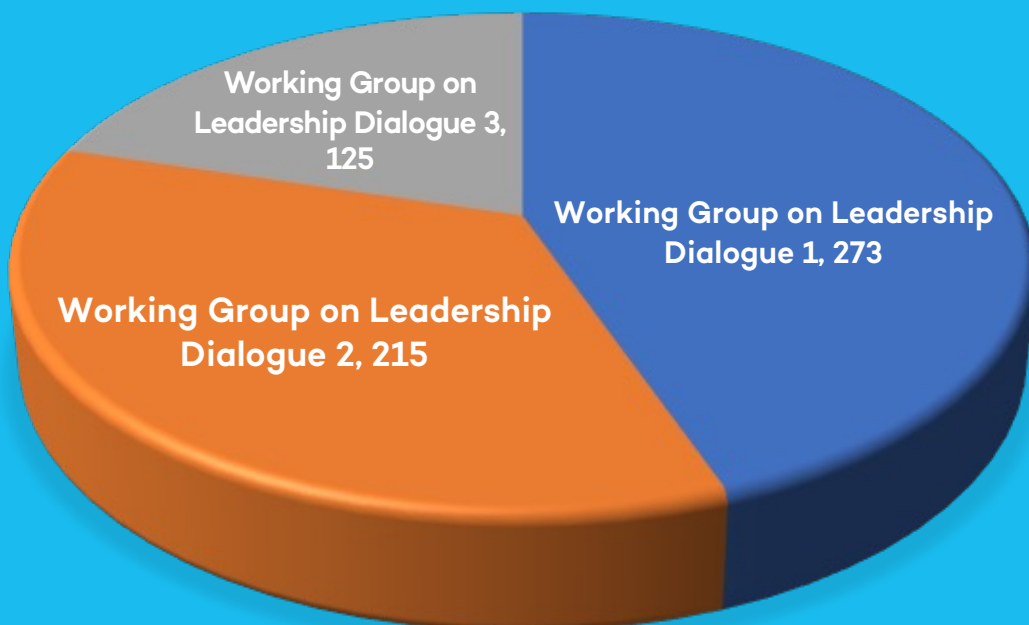 Working Group on
Leadership Dialogue 3,
125
Working Group on Leadership
Dialogue 1, 273
Working Group on Leadership
Dialogue 2, 215